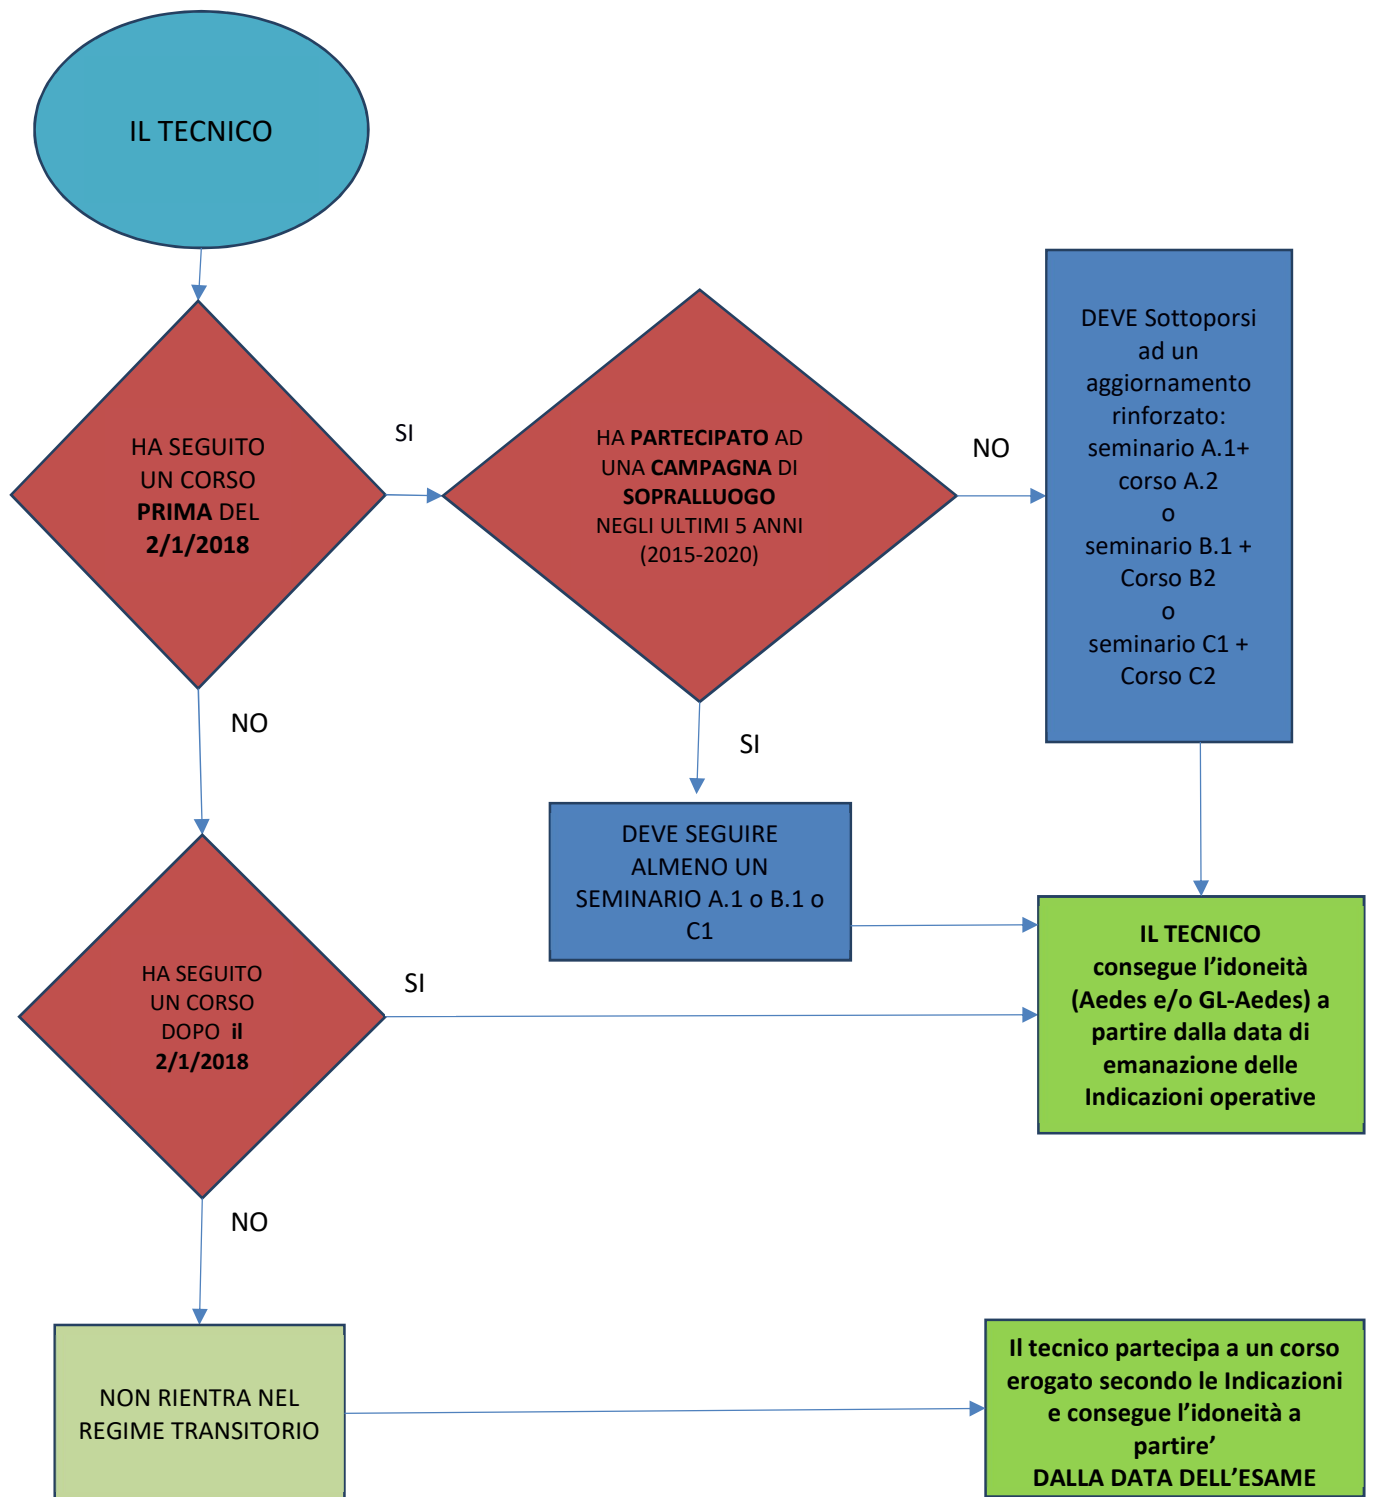 IL TECNICO
HA SEGUITO
UN CORSO
PRIMA DEL
2/1/2018
SI
HA PARTECIPATO AD
UNA CAMPAGNA DI
SOPRALLUOGO
NEGLI ULTIMI 5 ANNI
(2015-2020)
NO
DEVE Sottoporsi
ad un
aggiornamento
rinforzato:
seminario A.1+
corso A.2
o
seminario B.1 +
Corso B2
o
seminario C1 +
Corso C2
NO
SI
DEVE SEGUIRE
ALMENO UN
SEMINARIO A.1 o B.1 o
C1
HA SEGUITO
UN CORSO
DOPO il
2/1/2018
SI
IL TECNICO
consegue l’idoneità
(Aedes e/o GL-Aedes) a
partire dalla data di
emanazione delle
Indicazioni operative
NO
NON RIENTRA NEL
REGIME TRANSITORIO
Il tecnico partecipa a un corso
erogato secondo le Indicazioni
e consegue l’idoneità a
partire’
DALLA DATA DELL’ESAME